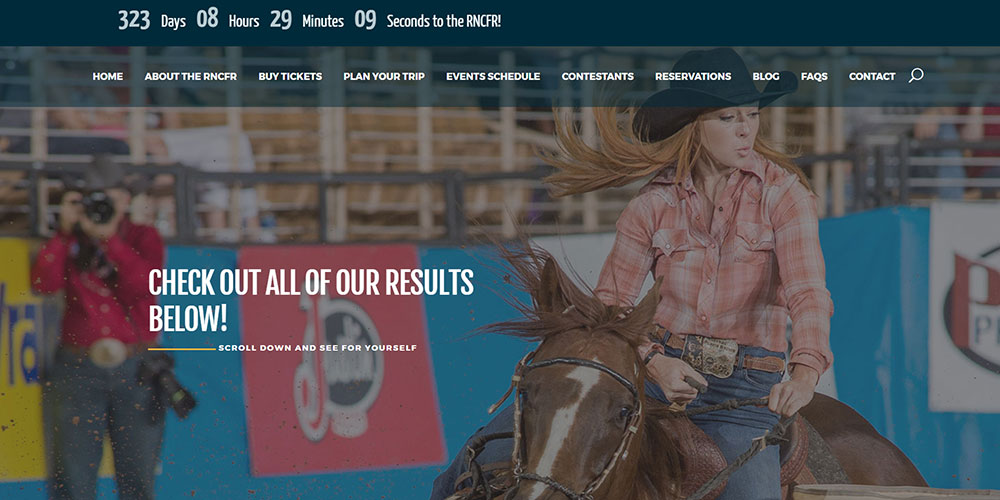 323 Days 08 Hours 29 Minutes 09 Seconds to the RNCFR!
HOME ABOUT THE RNCFR BUY TICKETS PLAN YOUR TRIP EVENTS SCHEDULE CONTESTANTS RESERVATIONS BLOG FAQS CONTACT
CHECK OUT ALL OF OUR RESULTS
BELOW!
SCROLL DOWN AND SEE FOR YOURSELF